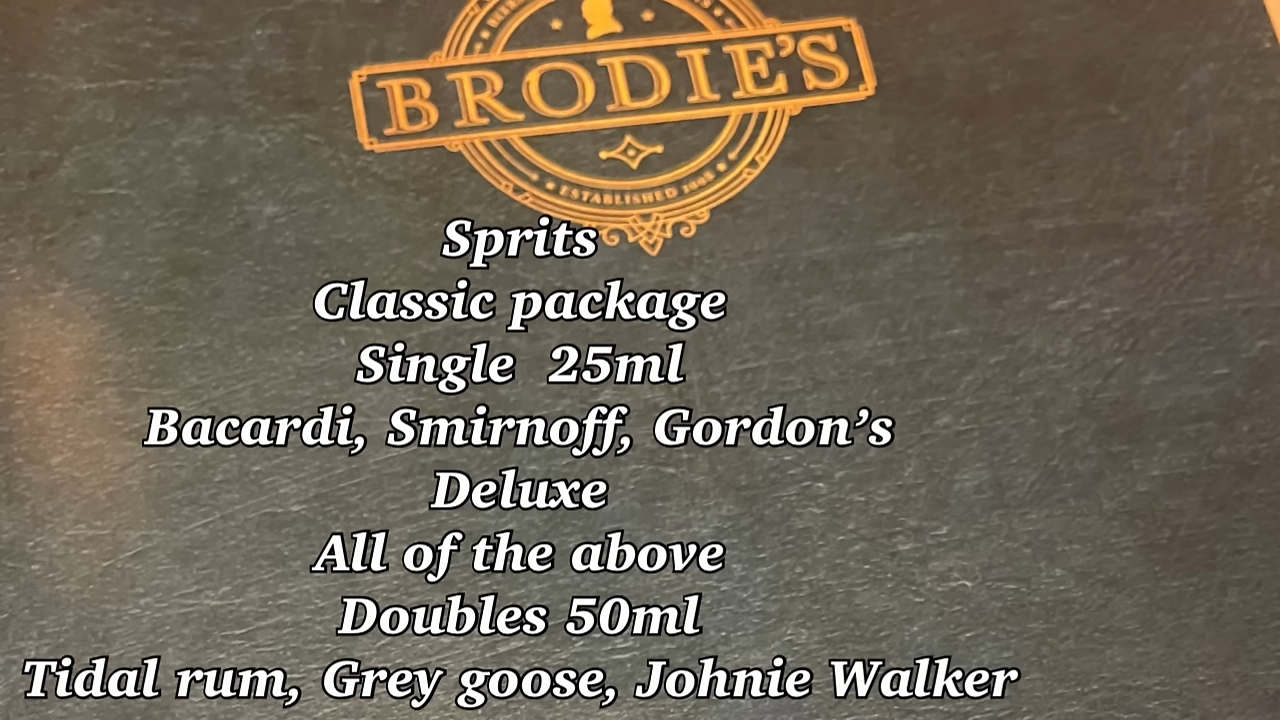 BRODIE'S
ESTABLISHED
Sprits
Classic package
Single 25ml
Bacardi, Smirnoff, Gordon's
Deluxe
All of the above
Doubles 50ml
Tidal rum, Grey goose, Johnie Walker